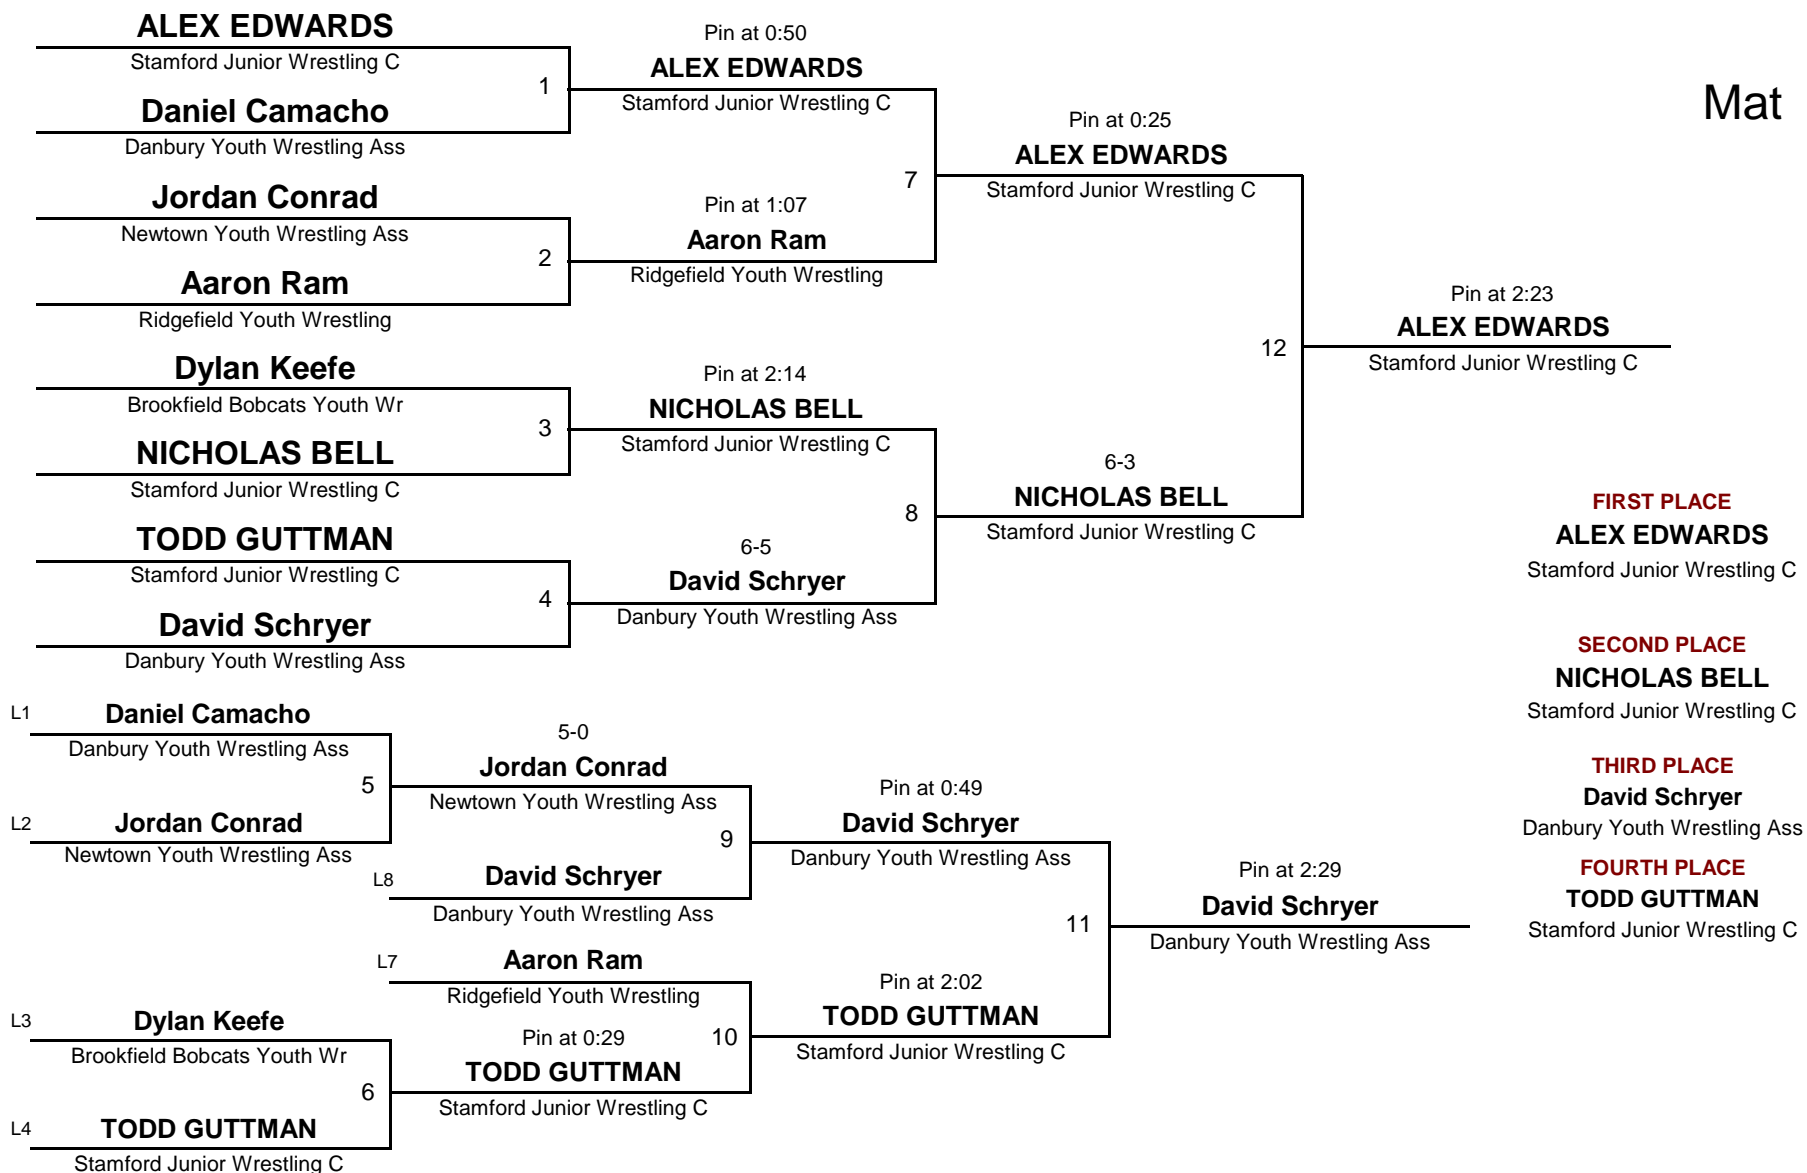 ALEX EDWARDS
Stamford Junior Wrestling C
1
Daniel Camacho
Danbury Youth Wrestling Ass
Jordan Conrad
Newtown Youth Wrestling Ass
2
Aaron Ram
Ridgefield Youth Wrestling
Dylan Keefe
Brookfield Bobcats Youth Wr
3
NICHOLAS BELL
Stamford Junior Wrestling C
TODD GUTTMAN
Stamford Junior Wrestling C
4
David Schryer
Danbury Youth Wrestling Ass
Pin at 0:50
ALEX EDWARDS
Stamford Junior Wrestling C
7
Pin at 1:07
Aaron Ram
Ridgefield Youth Wrestling
Pin at 2:14
NICHOLAS BELL
Stamford Junior Wrestling C
8
6-5
David Schryer
Danbury Youth Wrestling Ass
Pin at 0:25
ALEX EDWARDS
Stamford Junior Wrestling C
12
6-3
NICHOLAS BELL
Stamford Junior Wrestling C
Pin at 2:23
ALEX EDWARDS
Stamford Junior Wrestling C
Mat
FIRST PLACE
ALEX EDWARDS
Stamford Junior Wrestling C
SECOND PLACE
NICHOLAS BELL
Stamford Junior Wrestling C
THIRD PLACE
David Schryer
Danbury Youth Wrestling Ass
FOURTH PLACE
TODD GUTTMAN
Stamford Junior Wrestling C
L1
Daniel Camacho
Danbury Youth Wrestling Ass
5
L2
Jordan Conrad
Newtown Youth Wrestling Ass
5-0
Jordan Conrad
Newtown Youth Wrestling Ass
9
L8
David Schryer
Danbury Youth Wrestling Ass
L7
Aaron Ram
Ridgefield Youth Wrestling
10
L3
Dylan Keefe
Brookfield Bobcats Youth Wr
6
L4
TODD GUTTMAN
Stamford Junior Wrestling C
Pin at 0:29
TODD GUTTMAN
Stamford Junior Wrestling C
Pin at 0:49
David Schryer
Danbury Youth Wrestling Ass
11
Pin at 2:02
TODD GUTTMAN
Stamford Junior Wrestling C
Pin at 2:29
David Schryer
Danbury Youth Wrestling Ass